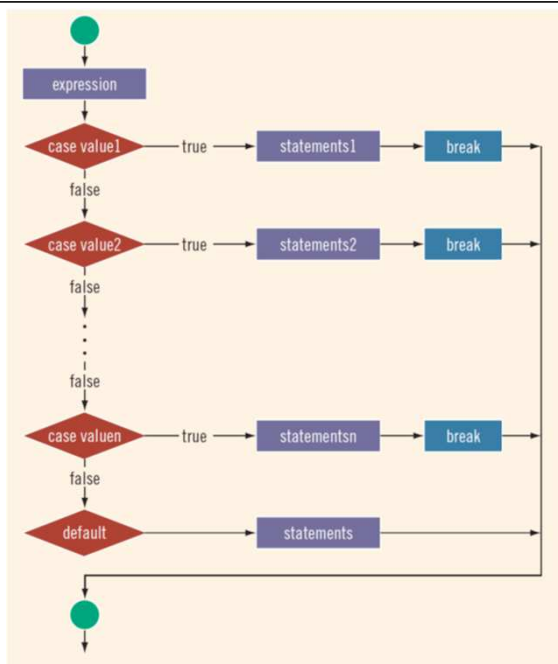 expression
case value1 true statements1 break
false
case value2 true statements2 break
false
false
case valuen true statementsn break
false
default statements